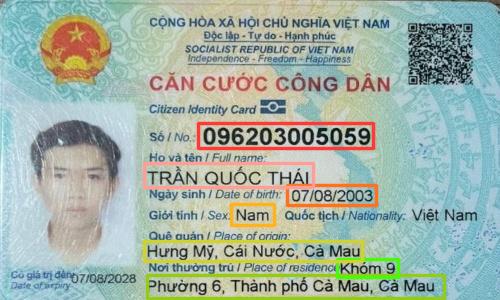 CỘNG HÒA XÃ HỘI CHỦ NGHĨA VIỆT NAM
Độc lập - Tự do - Hạnh phúc
SOCIALIST REPUBLIC OF VIET NAM
Independence - Freedom - Happiness
CĂN CƯỚC CÔNG DÂN
Citizen Identity Card
Số / No.: 096203005059
Họ và tên / Full name:
TRẦN QUỐC THÁI
Ngày sinh / Date of birth: 07/08/2003
Giới tính / Sex: Nam Quốc tịch / Nationality: Việt Nam
Quê quán / Place of origin:
Hưng Mỹ, Cái Nước, Cà Mau
Nơi thường trú / Place of residence: Khóm 9
Phường 6, Thành phố Cà Mau, Cà Mau
Có giá trị đến: 07/08/2028
Date of expiry